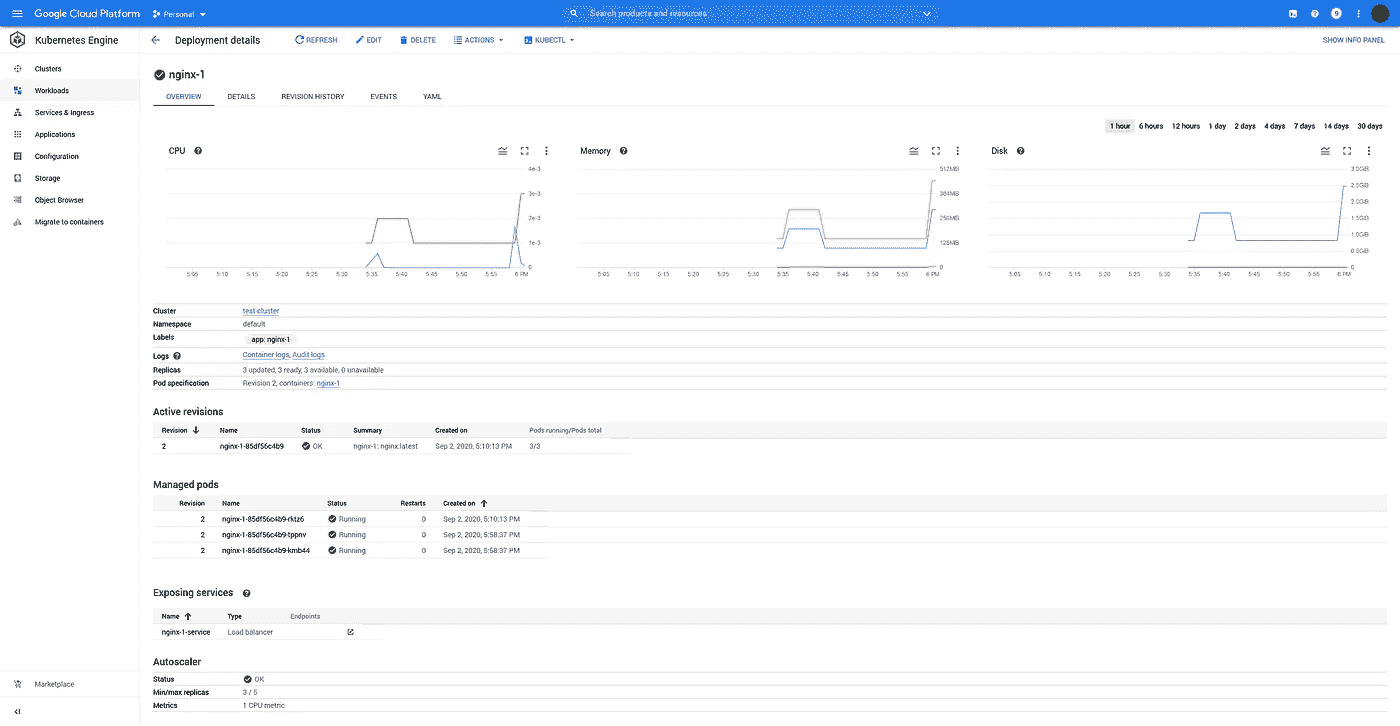 Google Cloud Platform Personal Search products and resources 9
Kubernetes Engine Deployment details REFRESH EDIT DELETE ACTIONS KUBECTL SHOW INFO PANEL
Clusters
Workloads
Services & Ingress
Applications
Configuration
Storage
Object Browser
Migrate to containers
Marketplace
nginx-1
OVERVIEW DETAILS REVISION HISTORY EVENTS YAML
1 hour 6 hours 12 hours 1 day 2 days 4 days 7 days 14 days 30 days
CPU
4e-3
3e-3
2e-3
1e-3
0
5:05 5:10 5:15 5:20 5:25 5:30 5:35 5:40 5:45 5:50 5:55 6 PM
Memory
512MiB
384MiB
256MiB
128MiB
0
5:05 5:10 5:15 5:20 5:25 5:30 5:35 5:40 5:45 5:50 5:55 6 PM
Disk
3.0GiB
2.5GiB
2.0GiB
1.5GiB
1.0GiB
0.5GiB
0
5:05 5:10 5:15 5:20 5:25 5:30 5:35 5:40 5:45 5:50 5:55 6 PM
Cluster test-cluster
Namespace default
Labels app: nginx-1
Logs Container logs, Audit logs
Replicas 3 updated, 3 ready, 3 available, 0 unavailable
Pod specification Revision 2, containers: nginx-1
Active revisions
Revision Name Status Summary Created on Pods running/Pods total
2 nginx-1-85df56c4b9 OK nginx-1: nginx:latest Sep 2, 2020, 5:10:13 PM 3/3
Managed pods
Revision Name Status Restarts Created on
2 nginx-1-85df56c4b9-rktz6 Running 0 Sep 2, 2020, 5:10:13 PM
2 nginx-1-85df56c4b9-tppnv Running 0 Sep 2, 2020, 5:58:37 PM
2 nginx-1-85df56c4b9-kmb44 Running 0 Sep 2, 2020, 5:58:37 PM
Exposing services
Name Type Endpoints
nginx-1-service Load balancer
Autoscaler
Status OK
Min/max replicas 3 / 5
Metrics 1 CPU metric